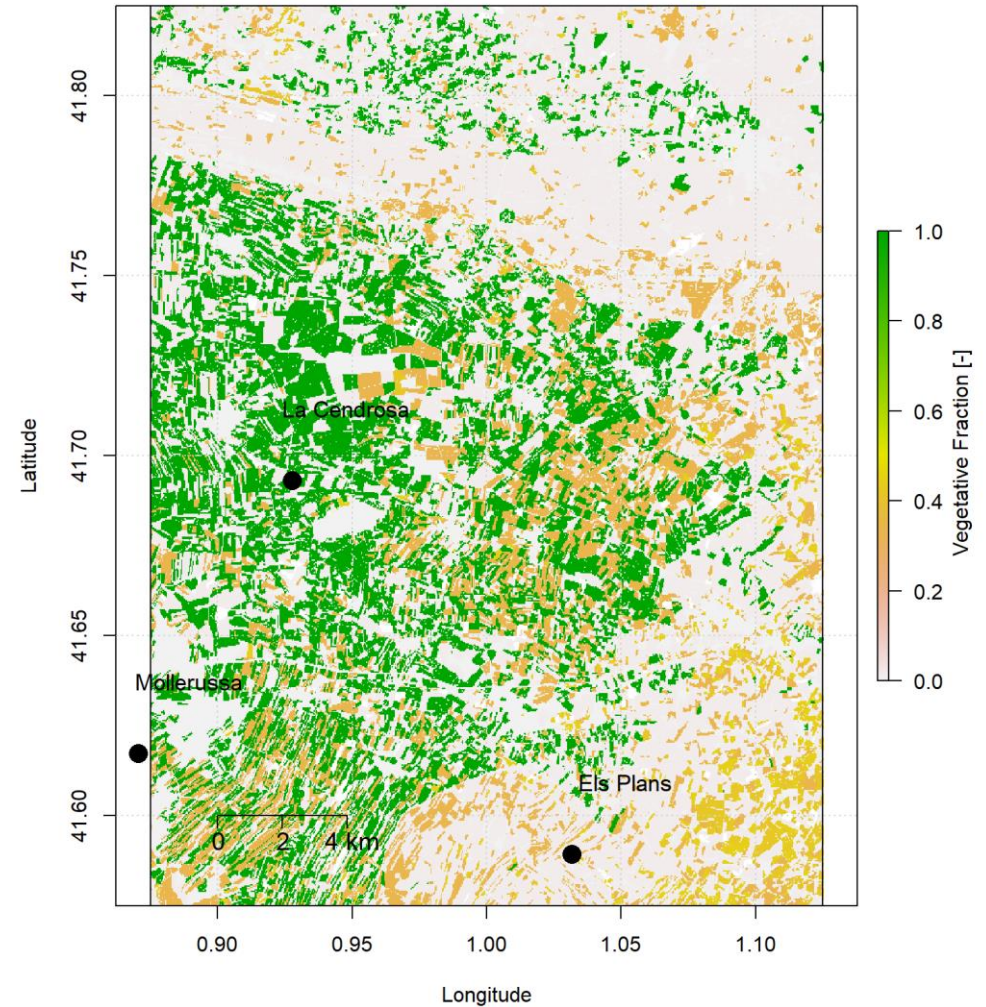 41.80
41.75
41.70
41.65
41.60
Latitude
La Cendrosa
Mollerussa
Els Plans
0 2 4 km
0.90 0.95 1.00 1.05 1.10
Longitude
1.0
0.8
0.6
0.4
0.2
0.0
Vegetative Fraction [-]